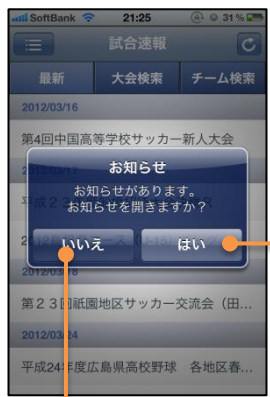 SoftBank 21:25 31%
試合速報
最新 大会検索 チーム検索
2012/03/16
第4回中国高等学校サッカー新人大会
お知らせ
お知らせがあります。
お知らせを開きますか？
いいえ はい
2012/03/18
第23回祇園地区サッカー交流会（田...
2012/03/24
平成24年度広島県高校野球 各地区春...